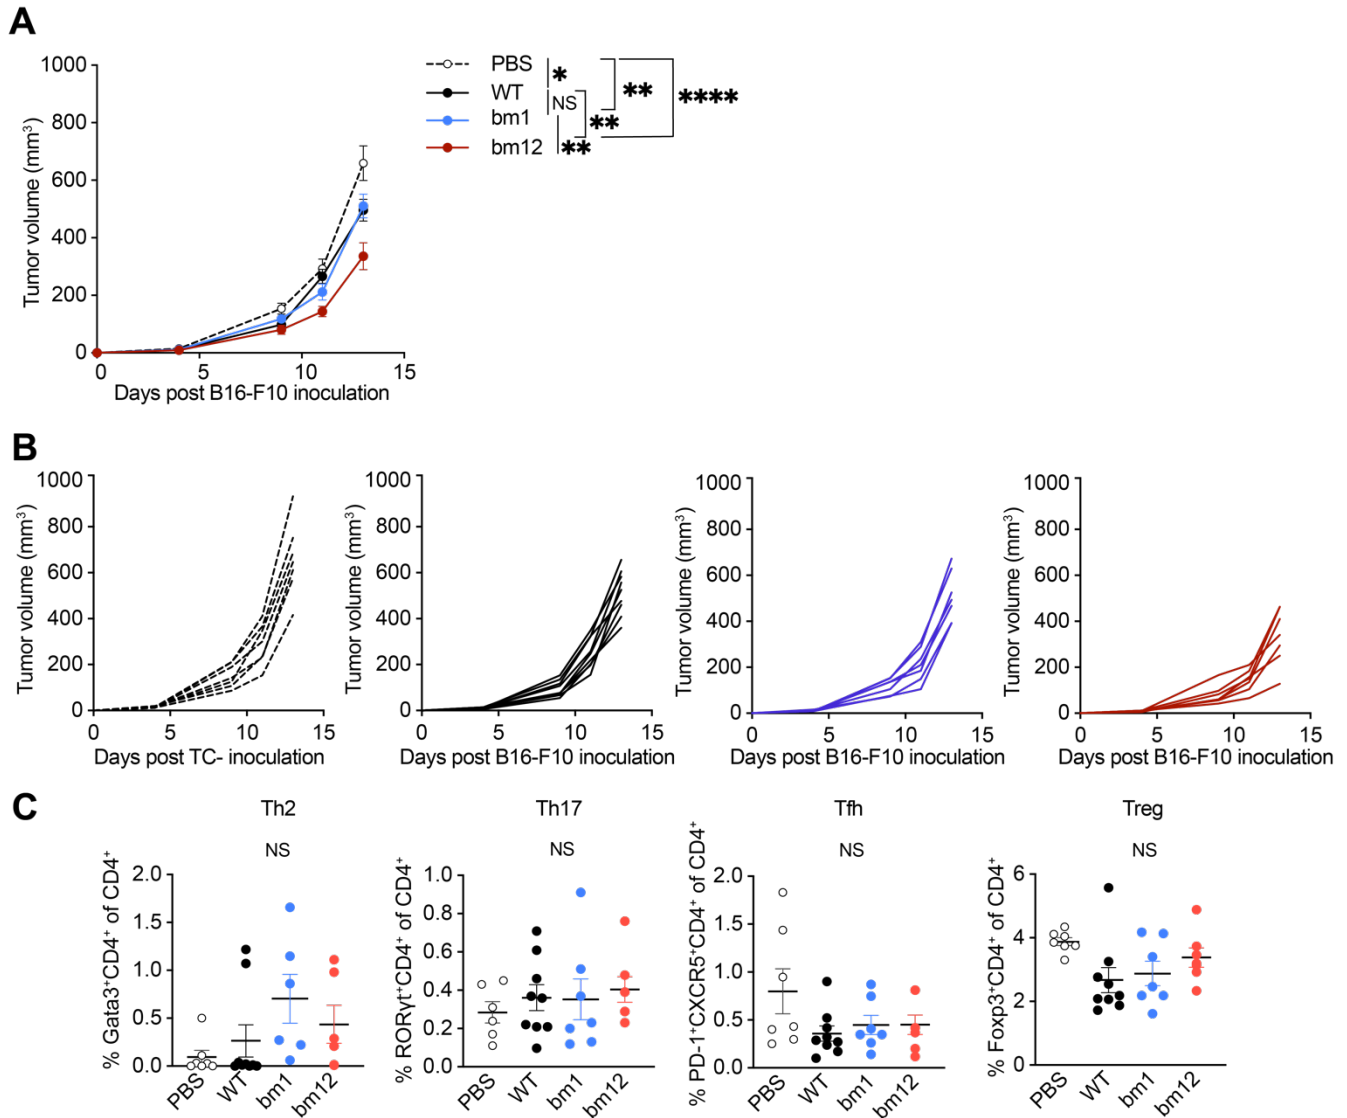 A
1000
800
600
400
200
0
Tumor volume (mm³)
0 5 10 15
Days post B16-F10 inoculation
PBS
WT
bm1
bm12
*
NS
**
**
**
****
B
1000
800
600
400
200
0
Tumor volume (mm³)
0 5 10 15
Days post TC- inoculation
1000
800
600
400
200
0
Tumor volume (mm³)
0 5 10 15
Days post B16-F10 inoculation
1000
800
600
400
200
0
Tumor volume (mm³)
0 5 10 15
Days post B16-F10 inoculation
1000
800
600
400
200
0
Tumor volume (mm³)
0 5 10 15
Days post B16-F10 inoculation
C
Th2
NS
% Gata3⁺CD4⁺ of CD4⁺
2.0
1.5
1.0
0.5
0.0
PBS WT bm1 bm12
Th17
NS
% RORγt⁺CD4⁺ of CD4⁺
1.0
0.8
0.6
0.4
0.2
0.0
PBS WT bm1 bm12
Tfh
NS
% PD-1⁺CXCR5⁺CD4⁺ of CD4⁺
2.0
1.5
1.0
0.5
0.0
PBS WT bm1 bm12
Treg
NS
% Foxp3⁺CD4⁺ of CD4⁺
6
4
2
0
PBS WT bm1 bm12